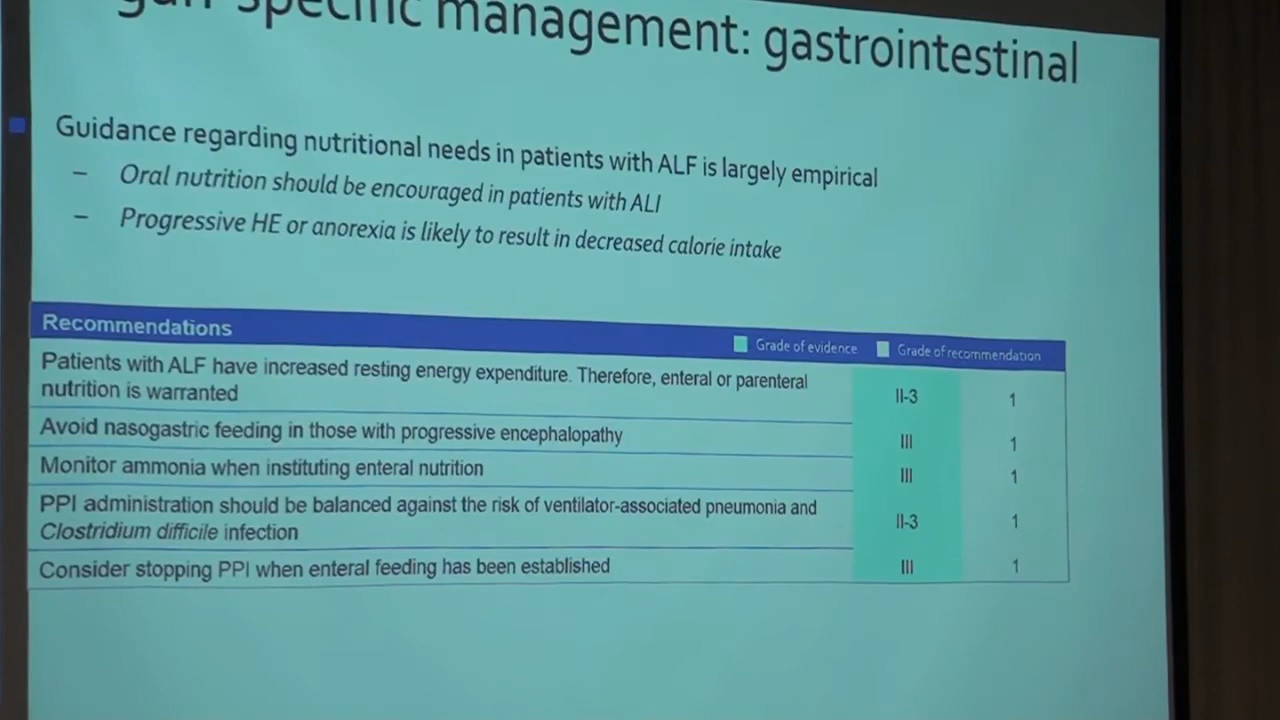 specific management: gastrointestinal
Guidance regarding nutritional needs in patients with ALF is largely empirical
– Oral nutrition should be encouraged in patients with ALI
– Progressive HE or anorexia is likely to result in decreased calorie intake
Recommendations
Grade of evidence Grade of recommendation
Patients with ALF have increased resting energy expenditure. Therefore, enteral or parenteral
nutrition is warranted
II-3 1
Avoid nasogastric feeding in those with progressive encephalopathy
III 1
Monitor ammonia when instituting enteral nutrition
III 1
PPI administration should be balanced against the risk of ventilator-associated pneumonia and
Clostridium difficile infection
II-3 1
Consider stopping PPI when enteral feeding has been established
III 1